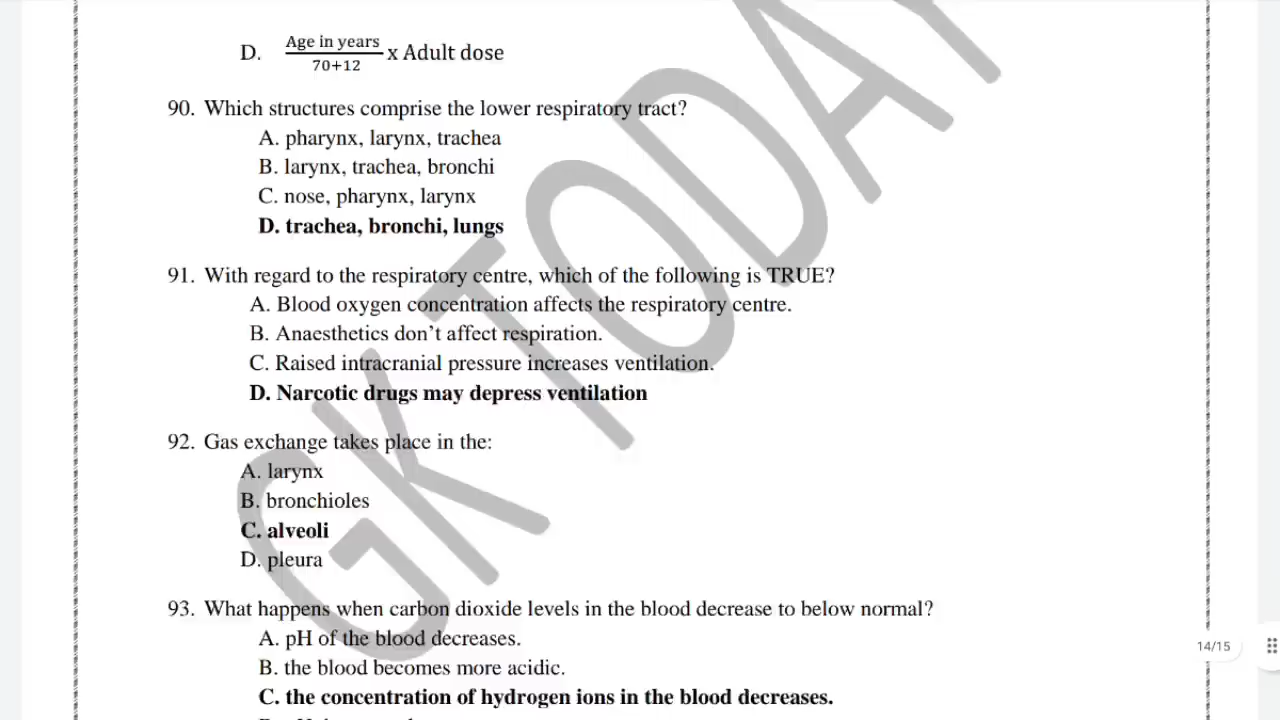 D. Age in years
70+12 x Adult dose
90. Which structures comprise the lower respiratory tract?
A. pharynx, larynx, trachea
B. larynx, trachea, bronchi
C. nose, pharynx, larynx
D. trachea, bronchi, lungs
91. With regard to the respiratory centre, which of the following is TRUE?
A. Blood oxygen concentration affects the respiratory centre.
B. Anaesthetics don't affect respiration.
C. Raised intracranial pressure increases ventilation.
D. Narcotic drugs may depress ventilation
92. Gas exchange takes place in the:
A. larynx
B. bronchioles
C. alveoli
D. pleura
93. What happens when carbon dioxide levels in the blood decrease to below normal?
A. pH of the blood decreases.
B. the blood becomes more acidic.
C. the concentration of hydrogen ions in the blood decreases.
14/15
GK TODAY